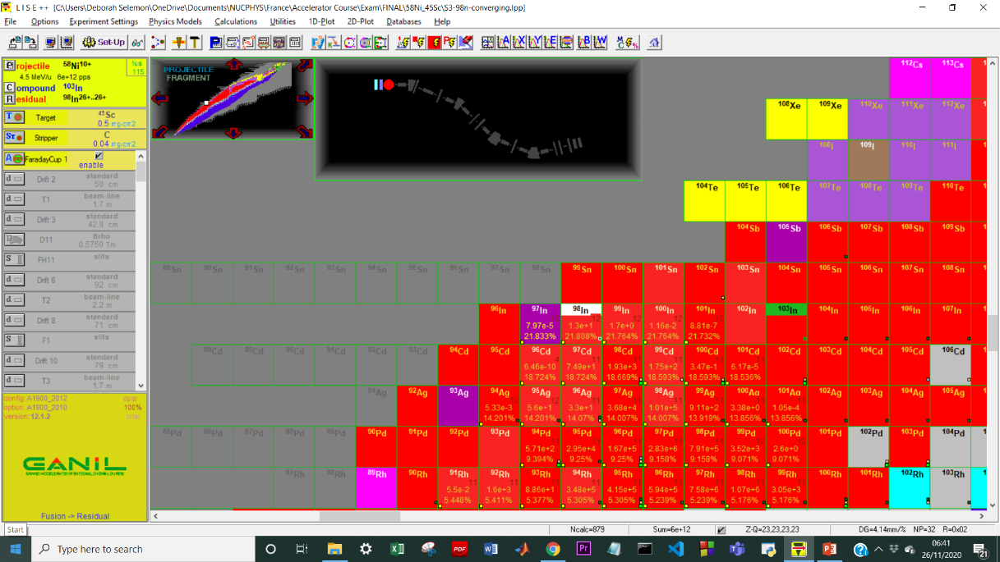 L I S E ++ [C:\Users\Deborah Selemon\OneDrive\Documents\NUCPHYS\France\Accelerator Course\Exam\FINAL\58Ni_45Sc\S3-98n-converging.lpp]
File Options Experiment Settings Physics Models Calculations Utilities 1D-Plot 2D-Plot Databases Help
Set-Up
Projectile 58Ni10+
4.5 MeV/u 6e+12 pps
1us
115
Compound 103In
Residual 98In26+..26+
T Target 45Sc
0.5 mg/cm2
ST Stripper C
0.04 mg/cm2
A FaradayCup 1
enable
d Drift 2 standard
50 cm
d T1 beam-line
1.7 m
d Drift 3 standard
42.9 cm
D D11 Brho
0.5750 Tm
S FH11 slits
d Drift 6 standard
92 cm
d T2 beam-line
2.2 m
d Drift 8 standard
71 cm
S F1 slits
d Drift 10 standard
79 cm
d T3 beam-line
1.7 m
config: A1900_2012
option: A1900_2010 100%
version: 12.1.2
GANIL
GRAND ACCELERATEUR NATIONAL D'IONS LOURDS
Fusion -> Residual
PROJECTILE
FRAGMENT
112Cs 113Cs
108Xe 109Xe 110Xe 111Xe 112Xe
108I 109I 110I 111I
104Te 105Te 106Te 107Te 108Te 109Te 110Te
104Sb 105Sb 106Sb 107Sb 108Sb 109Sb
89Sn 90Sn 91Sn 92Sn 93Sn 94Sn 95Sn 96Sn 97Sn 98Sn 99Sn 100Sn 101Sn 102Sn 103Sn 104Sn 105Sn 106Sn 107Sn 108Sn
96In 97In 98In 99In 100In 101In 102In 103In 104In 105In 106In 107In
7.97e-5 1.3e+1 1.7e+0 1.16e-2 8.81e-7
21.833% 21.808% 21.764% 21.764% 21.732%
88Cd 89Cd 90Cd 91Cd 92Cd 93Cd 94Cd 95Cd 96Cd 97Cd 98Cd 99Cd 100Cd 101Cd 102Cd 103Cd 104Cd 105Cd 106Cd
6.46e-10 7.49e+1 1.93e+3 1.75e+2 3.47e-1 6.17e-5
18.724% 18.724% 18.669% 18.593% 18.593% 18.536%
91Ag 92Ag 93Ag 94Ag 95Ag 96Ag 97Ag 98Ag 99Ag 100Ag 101Ag 102Ag 103Ag 104Ag 105Ag
5.33e-3 5.6e+1 3.3e+1 3.68e+4 1.01e+5 9.11e+2 3.38e+0 1.05e-4
14.201% 14.201% 14.07% 14.007% 14.007% 13.919% 13.856% 13.856%
85Pd 86Pd 87Pd 88Pd 89Pd 90Pd 91Pd 92Pd 93Pd 94Pd 95Pd 96Pd 97Pd 98Pd 99Pd 100Pd 101Pd 102Pd 103Pd 104Pd
5.71e+2 2.95e+4 1.67e+5 2.83e+6 7.91e+5 3.52e+3 2.6e+0
9.394% 9.25% 9.25% 9.158% 9.158% 9.071% 9.071%
87Rh 88Rh 89Rh 90Rh 91Rh 92Rh 93Rh 94Rh 95Rh 96Rh 97Rh 98Rh 99Rh 100Rh 101Rh 102Rh 103Rh
5.5e-2 1.6e+3 8.86e+1 3.48e+5 4.15e+5 5.94e+5 7.58e+6 1.07e+6 3.05e+3
5.448% 5.411% 5.377% 5.305% 5.305% 5.239% 5.239% 5.176% 5.176%
Start
Ncalc=879 Sum=6e+12 Z-Q=23,23,23,23 DG=4.14mm/% NP=32 R=0x02
Type here to search
06:41
26/11/2020
21